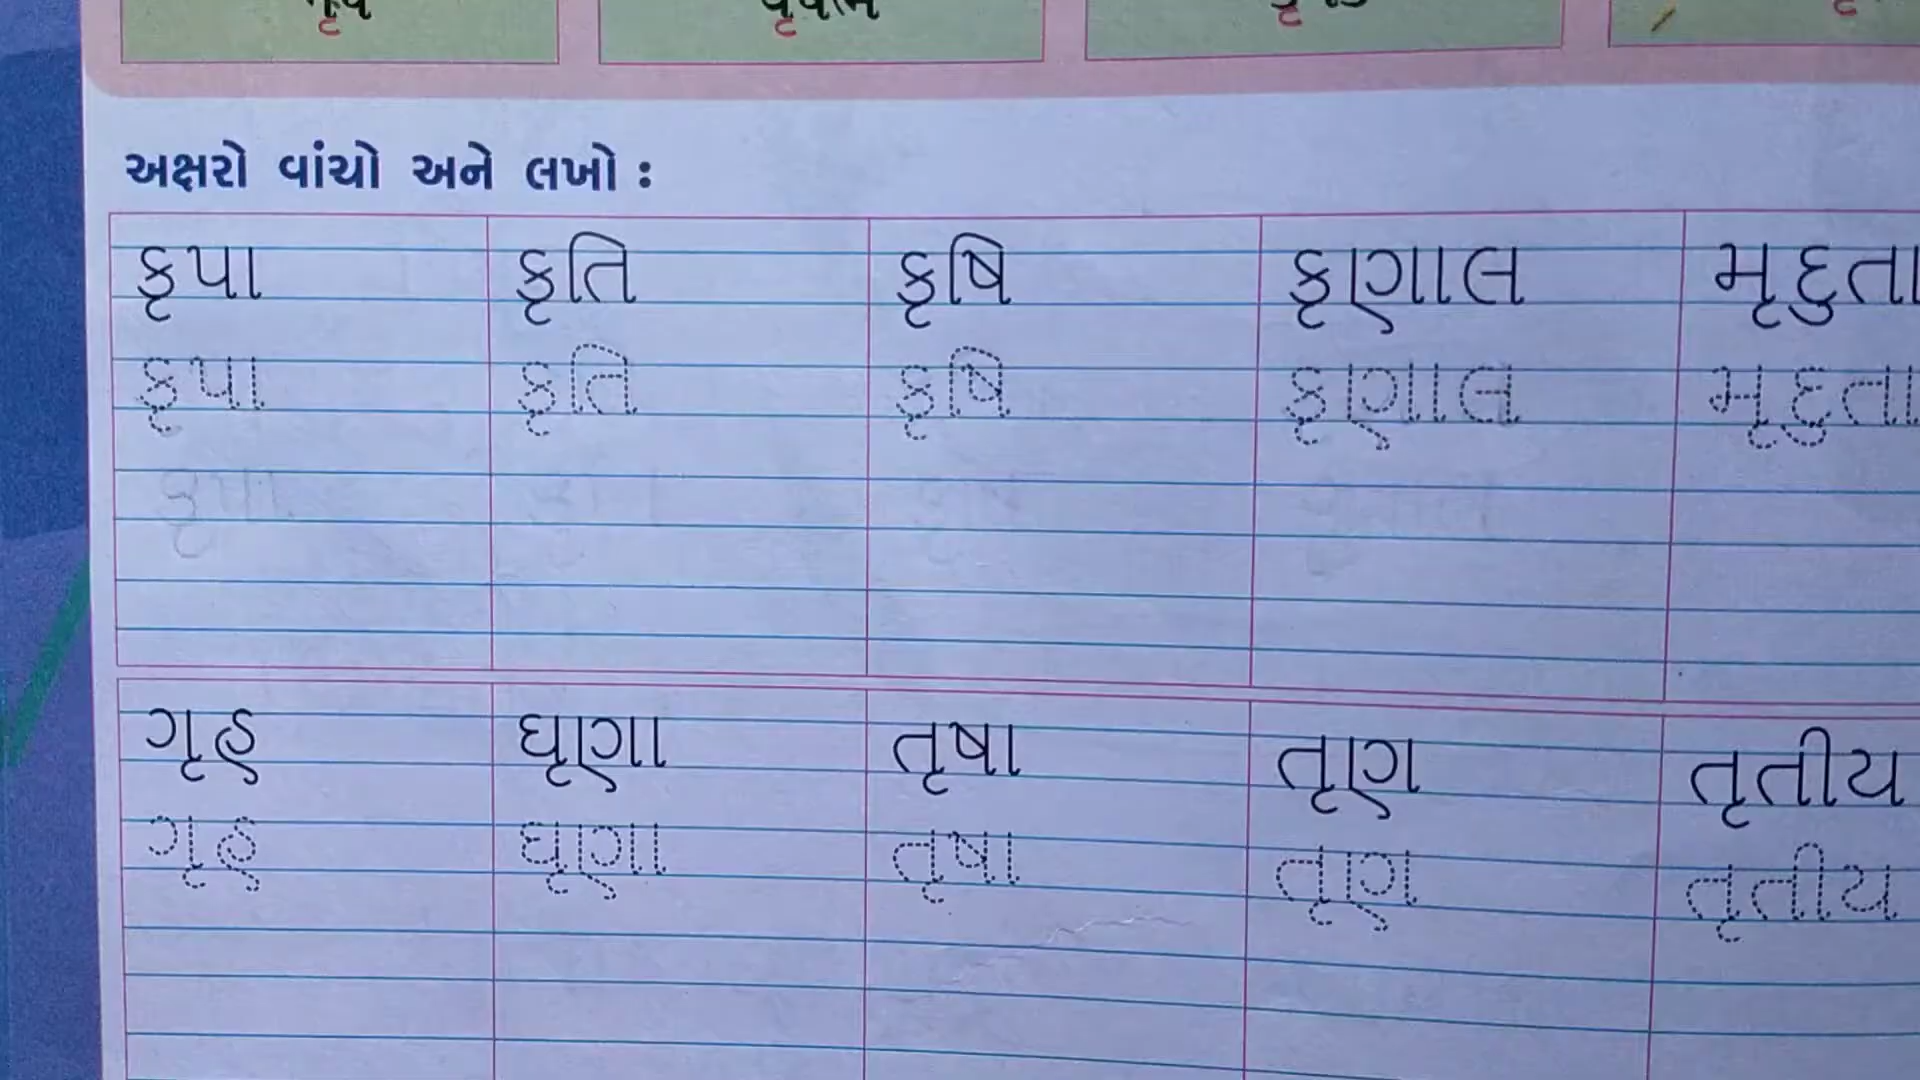 અક્ષરો વાંચો અને લખો :
કૃપા કૃતિ કૃષિ કૃણાલ મૃદુતા
કૃપા કૃતિ કૃષિ કૃણાલ મૃદુતા
કૃપા
ગૃહ ઘૃણા તૃષા તૃણ તૃતીય
ગૃહ ઘૃણા તૃષા તૃણ તૃતીય